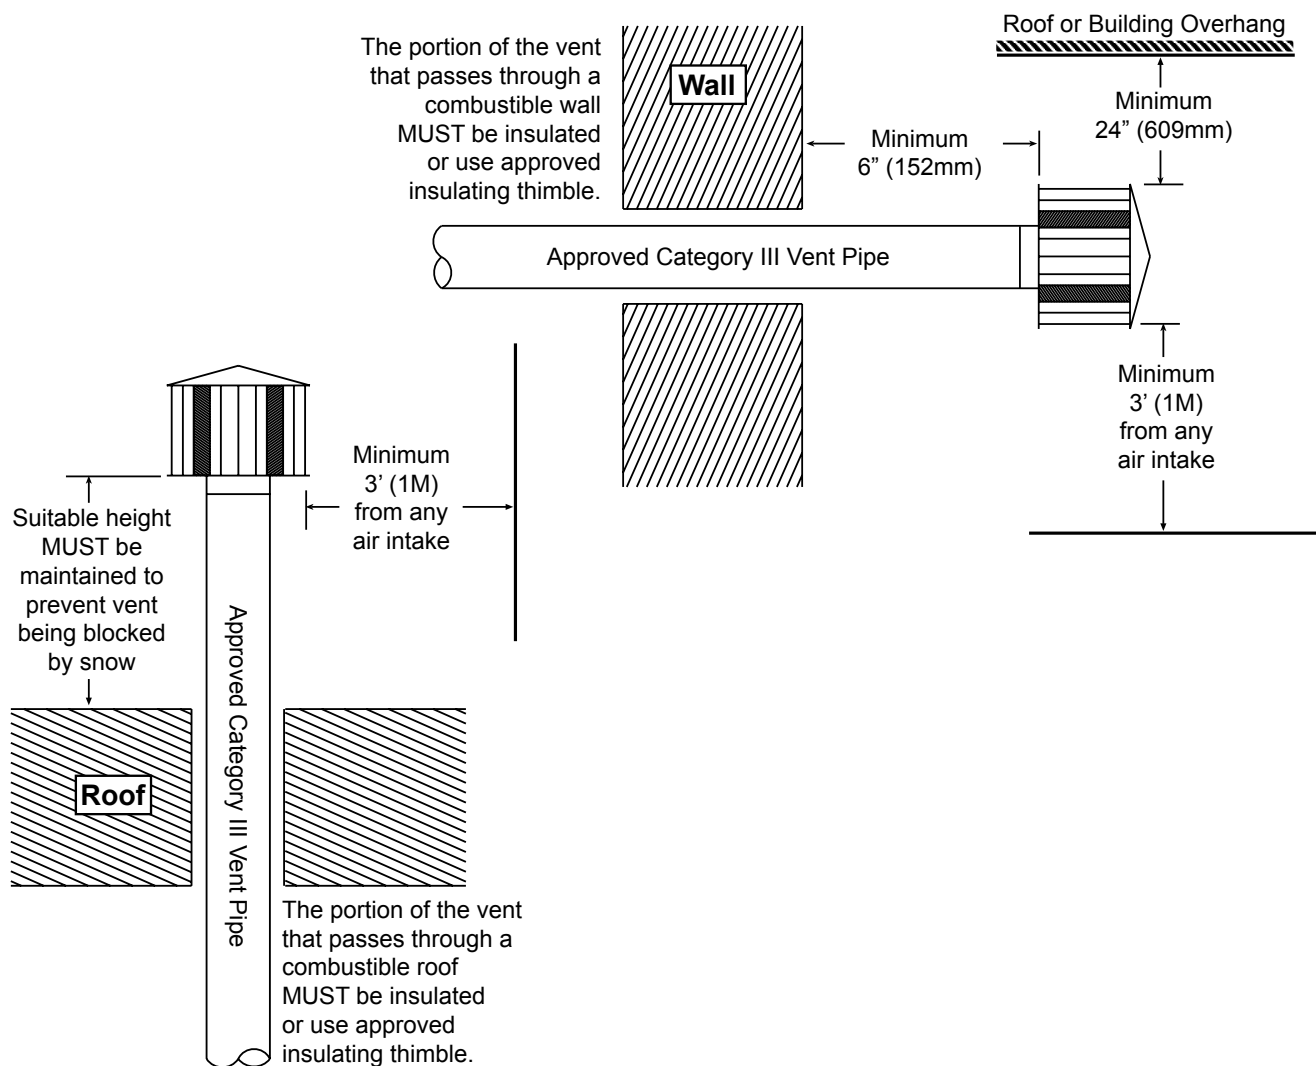 Roof or Building Overhang
The portion of the vent
that passes through a
combustible wall
MUST be insulated
or use approved
insulating thimble.
Wall
Minimum
6” (152mm)
Minimum
24” (609mm)
Approved Category III Vent Pipe
Minimum
3’ (1M)
from any
air intake
Minimum
3’ (1M)
from any
air intake
Suitable height
MUST be
maintained to
prevent vent
being blocked
by snow
Approved Category III Vent Pipe
Roof
The portion of the vent
that passes through a
combustible roof
MUST be insulated
or use approved
insulating thimble.